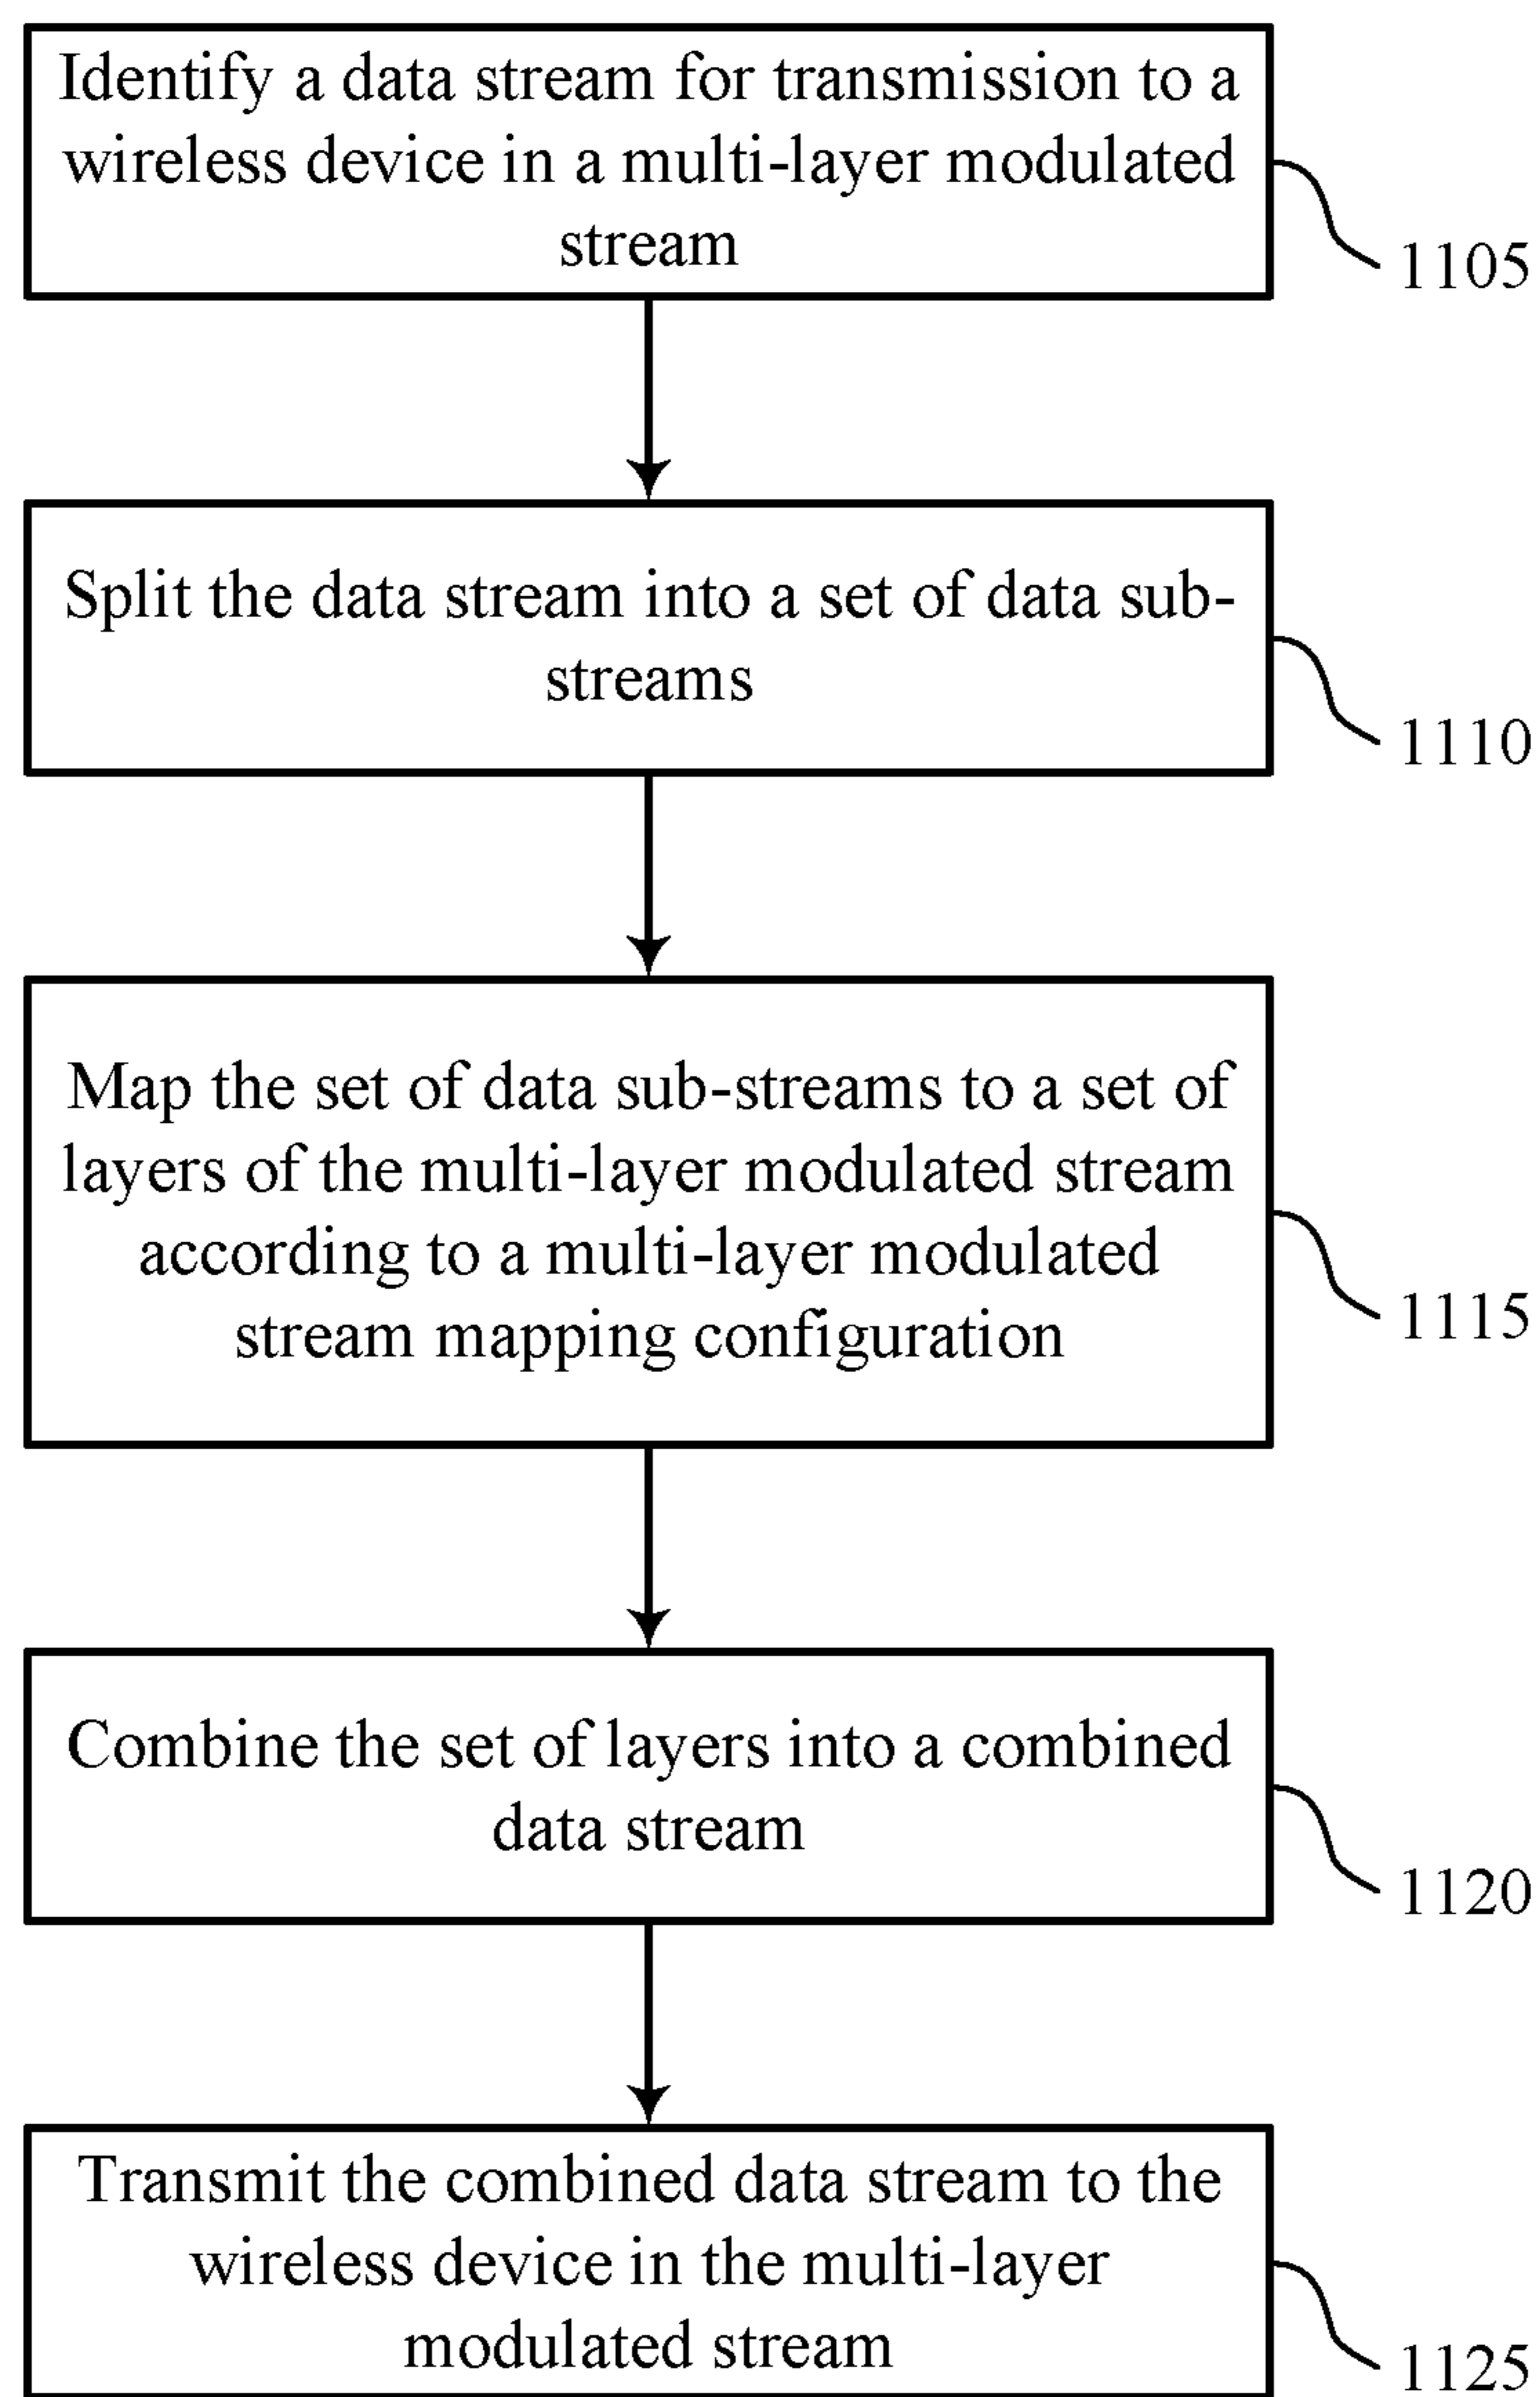 Identify a data stream for transmission to a
wireless device in a multi-layer modulated
stream
1105
Split the data stream into a set of data sub-
streams
1110
Map the set of data sub-streams to a set of
layers of the multi-layer modulated stream
according to a multi-layer modulated
stream mapping configuration
1115
Combine the set of layers into a combined
data stream
1120
Transmit the combined data stream to the
wireless device in the multi-layer
modulated stream
1125